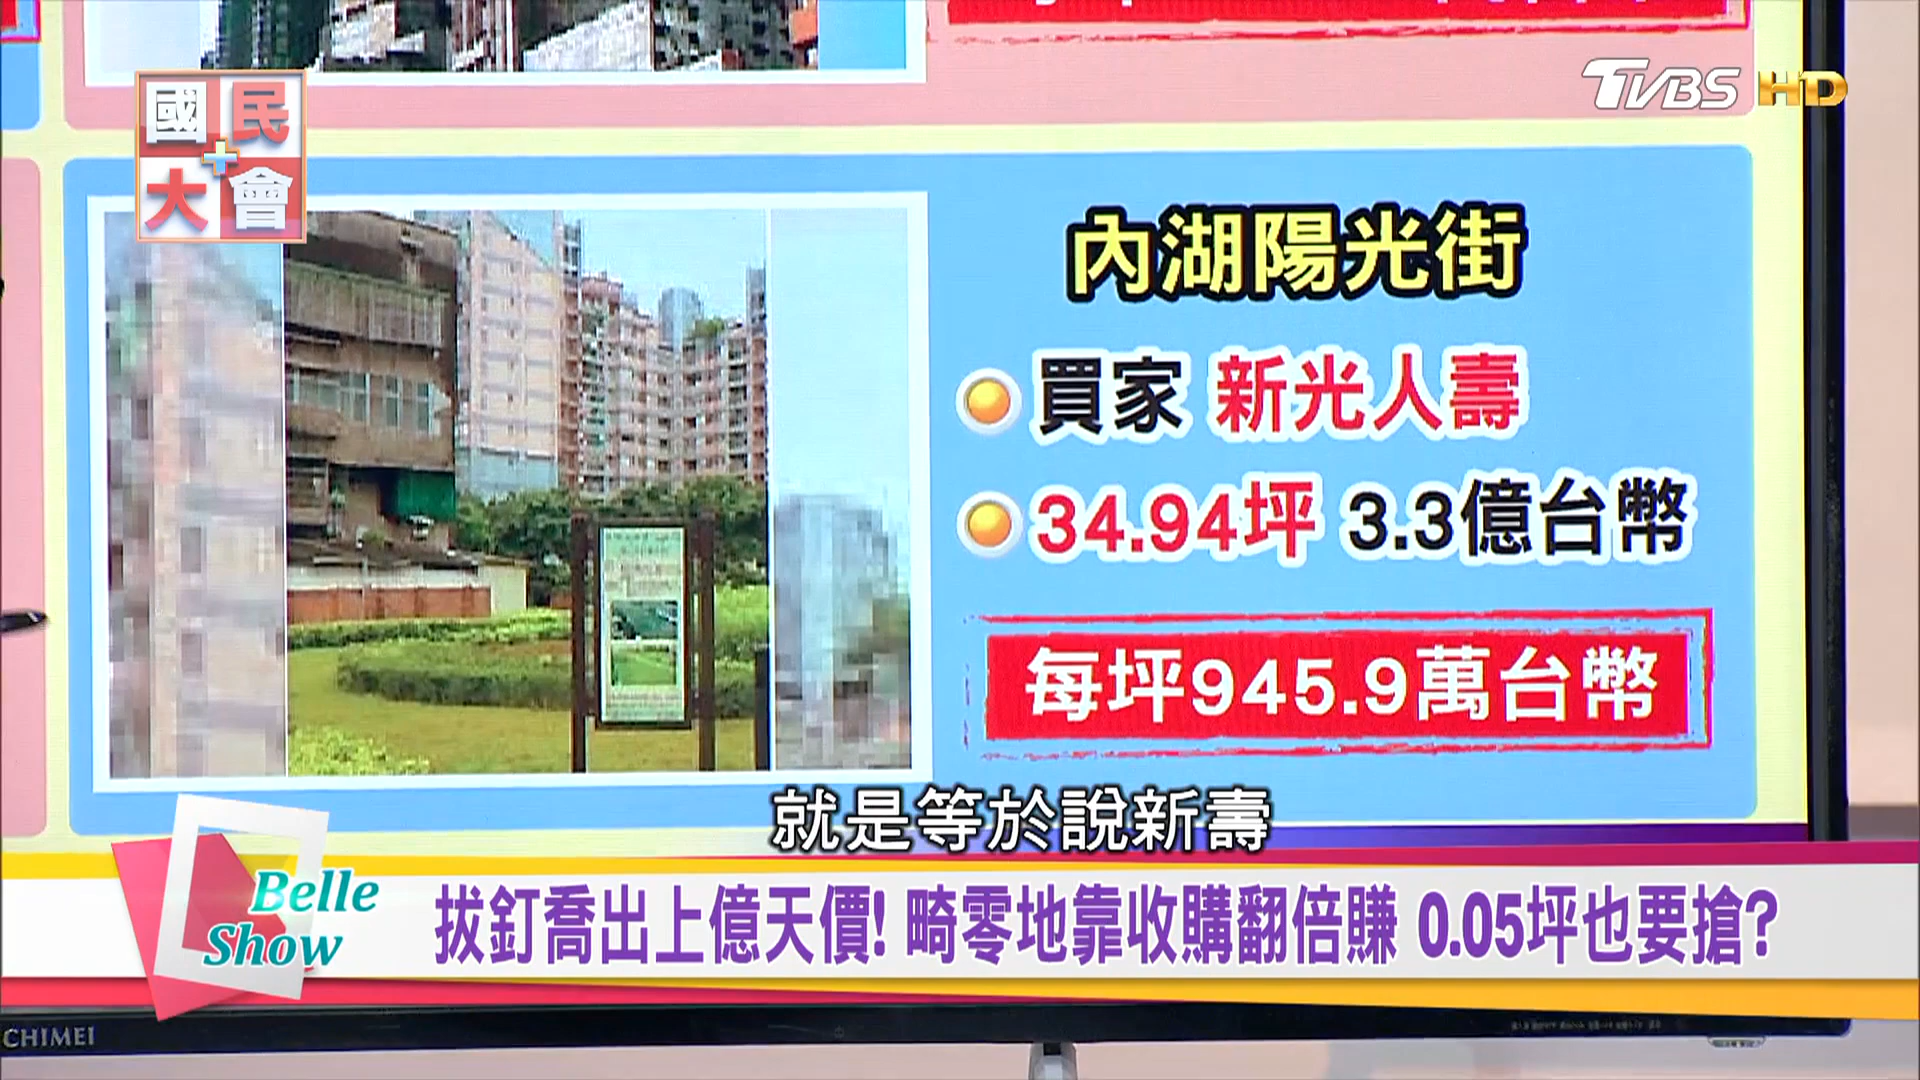 國民
大會
TVBS HD
內湖陽光街
買家 新光人壽
34.94坪 3.3億台幣
每坪945.9萬台幣
就是等於說新壽
Belle
Show
拔釘喬出上億天價! 畸零地靠收購翻倍賺 0.05坪也要搶?
CHIMEI